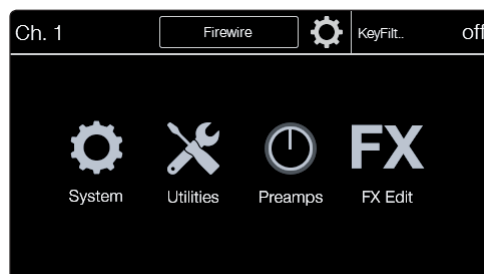 Ch. 1 Firewire KeyFilt.. off
FX
System Utilities Preamps FX Edit